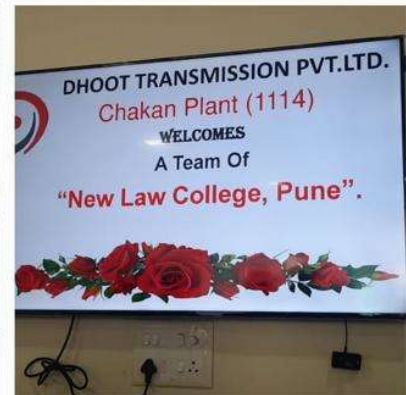 DHOOT TRANSMISSION PVT.LTD.
Chakan Plant (1114)
WELCOMES
A Team Of
“New Law College, Pune”.